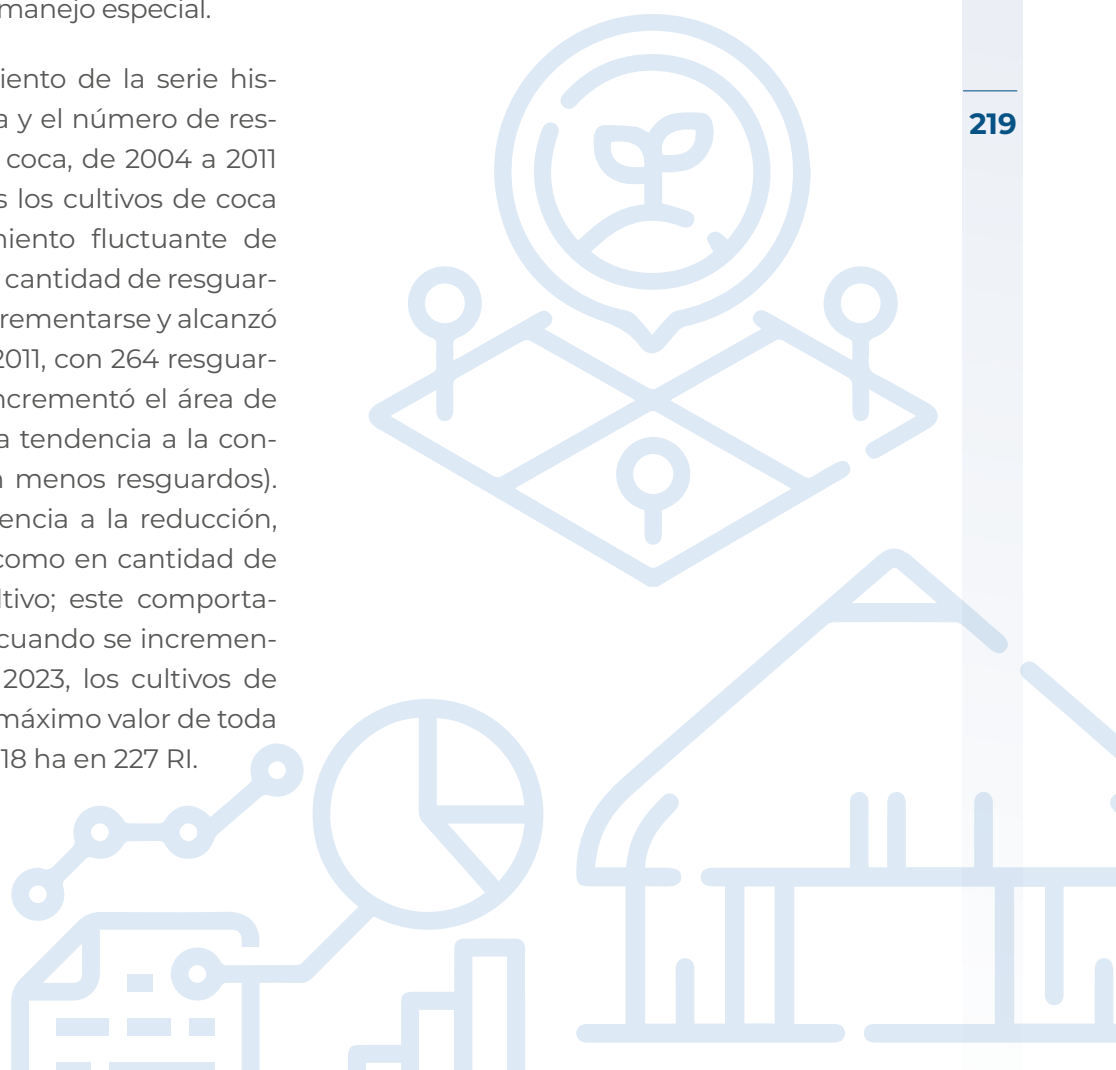 manejo especial.
iento de la serie his-
a y el número de res-
coca, de 2004 a 2011
s los cultivos de coca
niento fluctuante de
cantidad de resguar-
rementarse y alcanzó
2011, con 264 resguar-
ncrementó el área de
a tendencia a la con-
n menos resguardos).
encia a la reducción,
como en cantidad de
ltivo; este comporta-
cuando se incremen-
2023, los cultivos de
máximo valor de toda
18 ha en 227 RI.
219